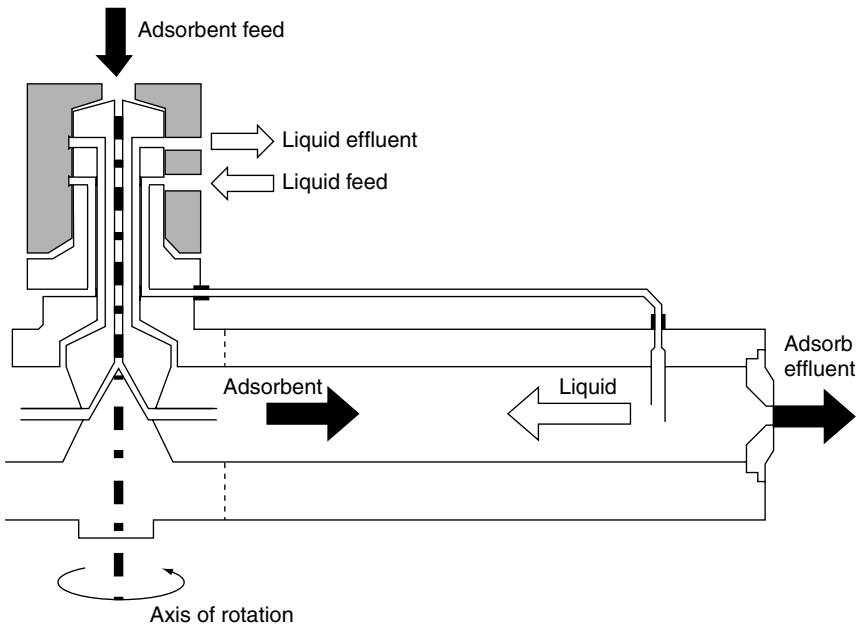 Adsorbent feed
Liquid effluent
Liquid feed
Adsorb
effluent
Adsorbent
Liquid
Axis of rotation